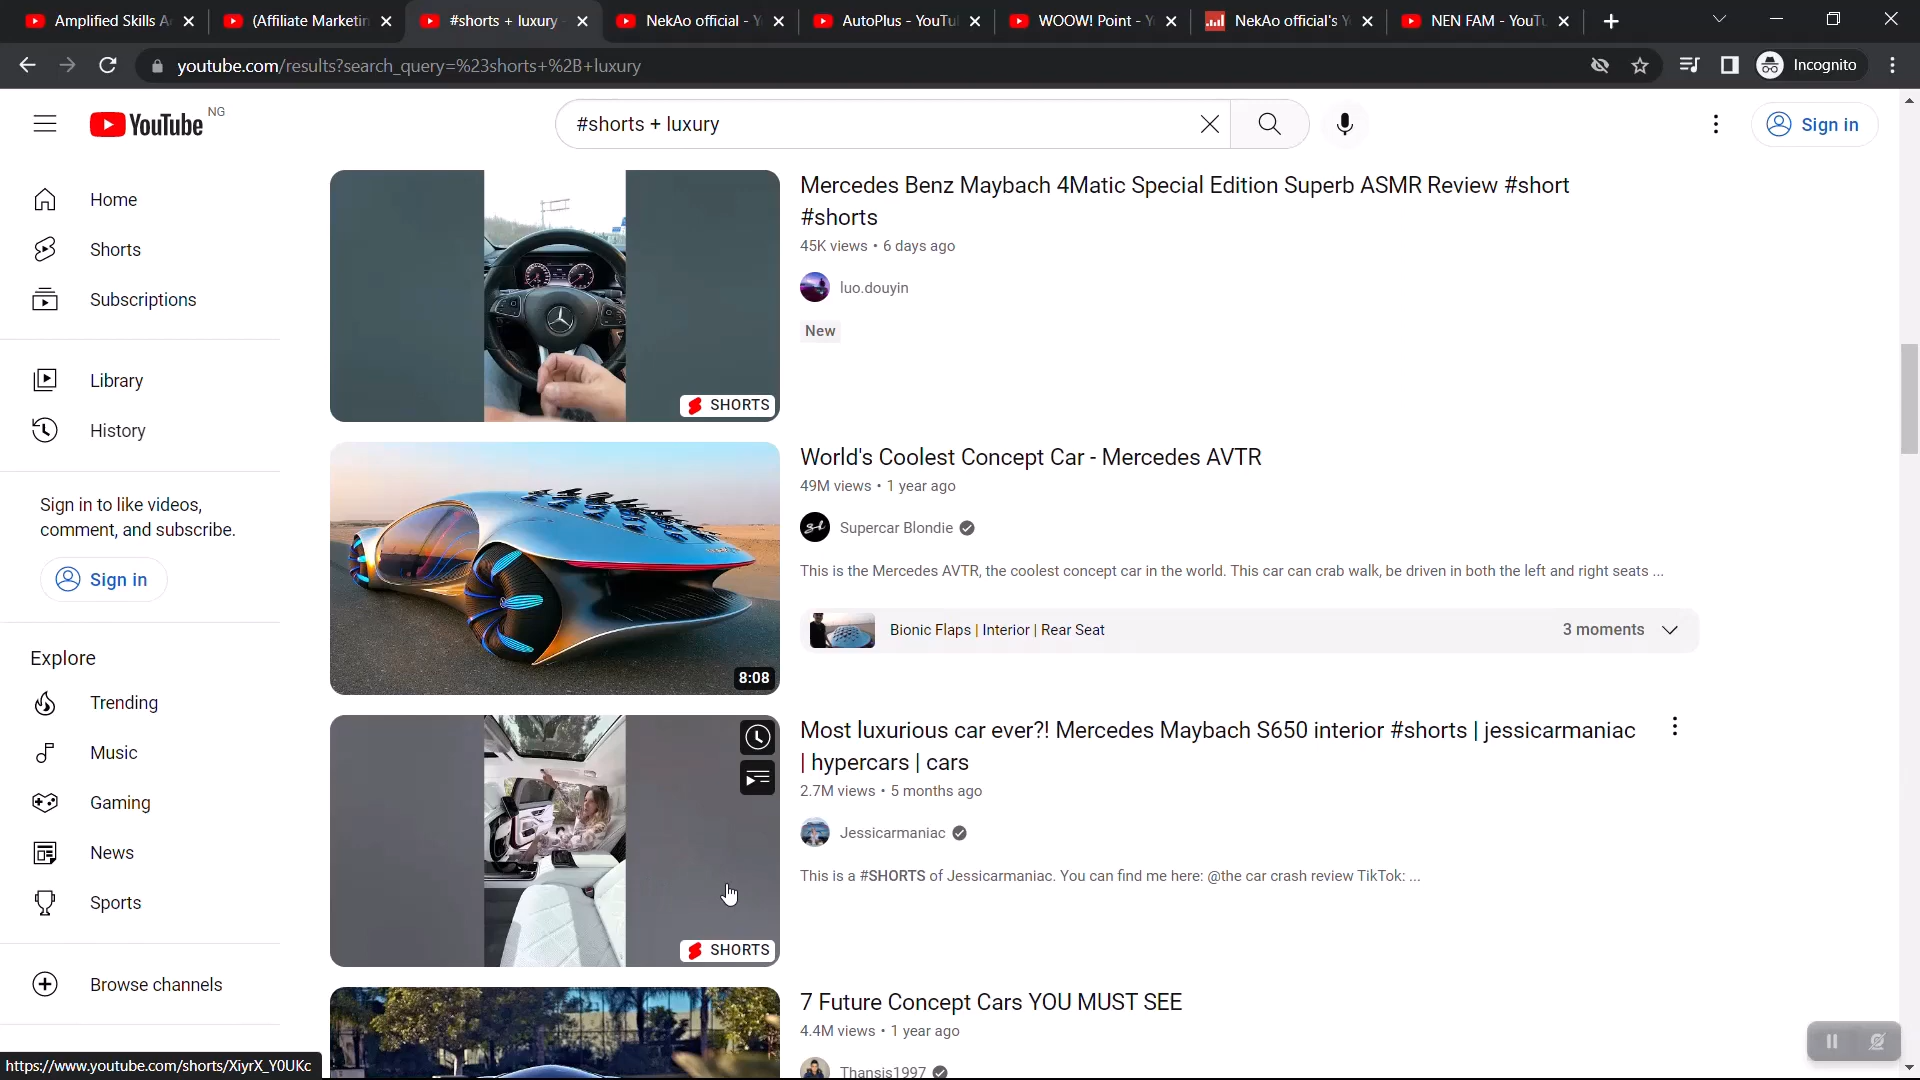 Amplified Skills A
(Affiliate Marketin
#shorts + luxury
NekAo official - Y
AutoPlus - YouTu
WOOW! Point - Y
NekAo official's Y
NEN FAM - YouTu
youtube.com/results?search_query=%23shorts+%2B+luxury
Incognito
YouTube NG
#shorts + luxury
Sign in
Home
Shorts
Subscriptions
Library
History
Sign in to like videos,
comment, and subscribe.
Sign in
Explore
Trending
Music
Gaming
News
Sports
Browse channels
Mercedes Benz Maybach 4Matic Special Edition Superb ASMR Review #short
#shorts
45K views • 6 days ago
luo.douyin
New
SHORTS
World's Coolest Concept Car - Mercedes AVTR
49M views • 1 year ago
Supercar Blondie
This is the Mercedes AVTR, the coolest concept car in the world. This car can crab walk, be driven in both the left and right seats ...
Bionic Flaps | Interior | Rear Seat
3 moments
8:08
Most luxurious car ever?! Mercedes Maybach S650 interior #shorts | jessicarmaniac
| hypercars | cars
2.7M views • 5 months ago
Jessicarmaniac
This is a #SHORTS of Jessicarmaniac. You can find me here: @the car crash review TikTok: ...
SHORTS
7 Future Concept Cars YOU MUST SEE
4.4M views • 1 year ago
Thansis1997
https://www.youtube.com/shorts/XiyrX_Y0UKc